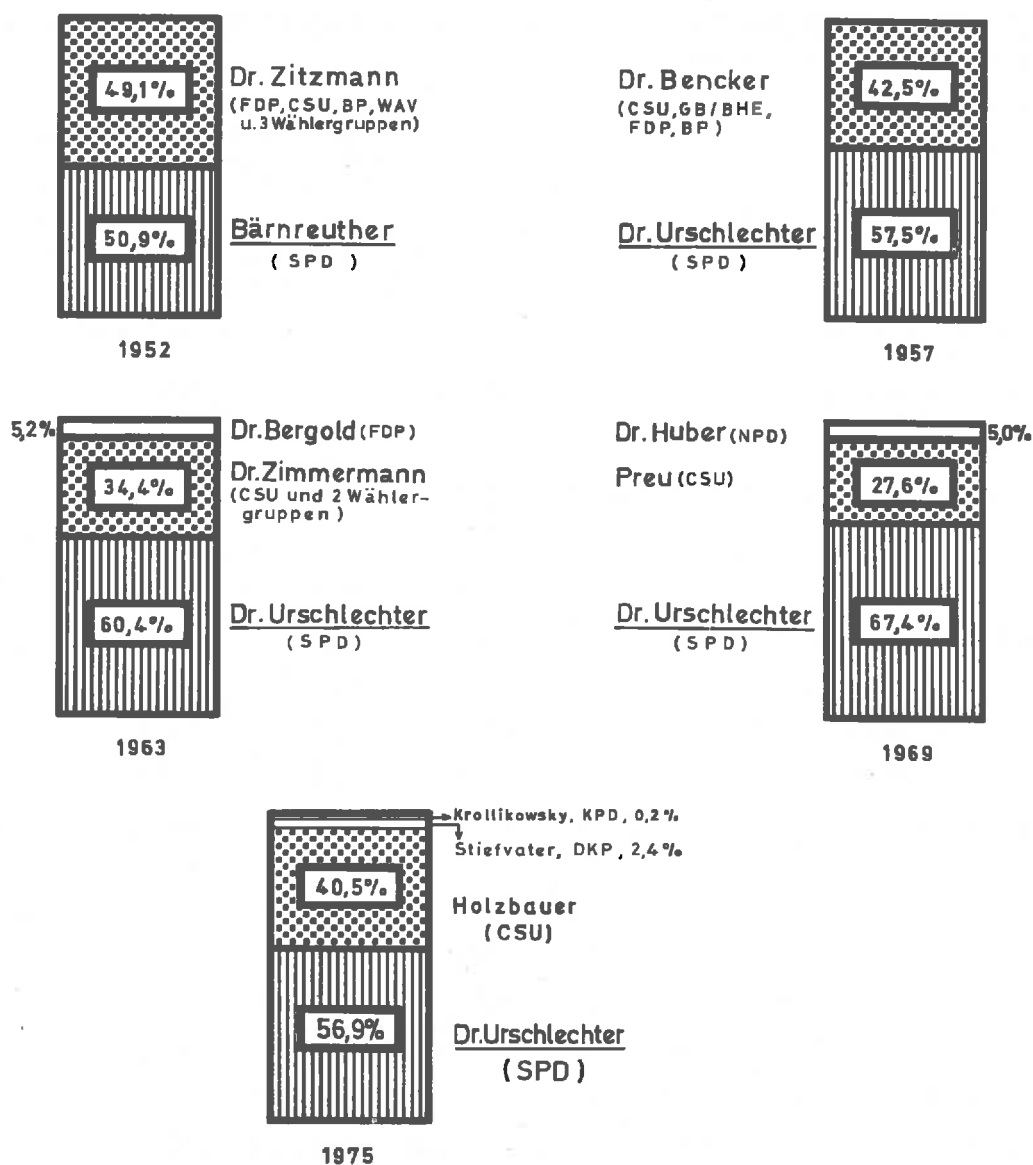 49,1%
Dr. Zitzmann
(FDP, CSU, BP, WAV
u. 3 Wählergruppen)
50,9%
Bärnreuther
( SPD )
1952
Dr. Bencker
(CSU, GB/BHE,
FDP, BP )
42,5%
Dr. Urschlechter
( SPD )
57,5%
1957
5,2%
Dr. Bergold (FDP)
34,4%
Dr. Zimmermann
(CSU und 2 Wähler-
gruppen )
60,4%
Dr. Urschlechter
( SPD )
1963
Dr. Huber (NPD)
5,0%
Preu (CSU)
27,6%
Dr. Urschlechter
( SPD )
67,4%
1969
Krollikowsky, KPD, 0,2%
Stiefvater, DKP, 2,4%
40,5%
Holzbauer
(CSU)
56,9%
Dr. Urschlechter
( SPD )
1975